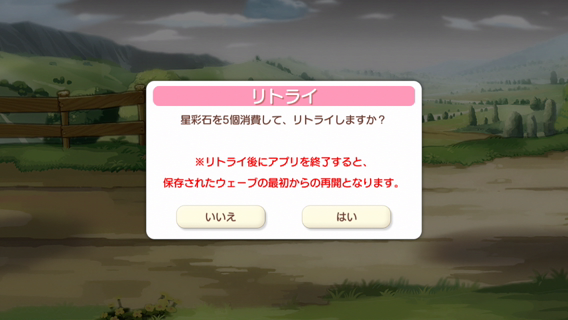 リトライ
星彩石を5個消費して、リトライしますか？
※リトライ後にアプリを終了すると、
保存されたウェーブの最初からの再開となります。
いいえ
はい